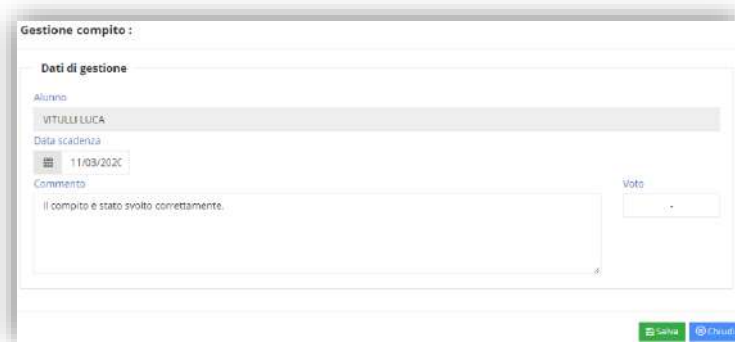 Gestione compito :
Dati di gestione
Alunno
VITULLI LUCA
Data scadenza
11/03/202C
Commento
Voto
Il compito è stato svolto correttamente.
-
Salva
Chiudi